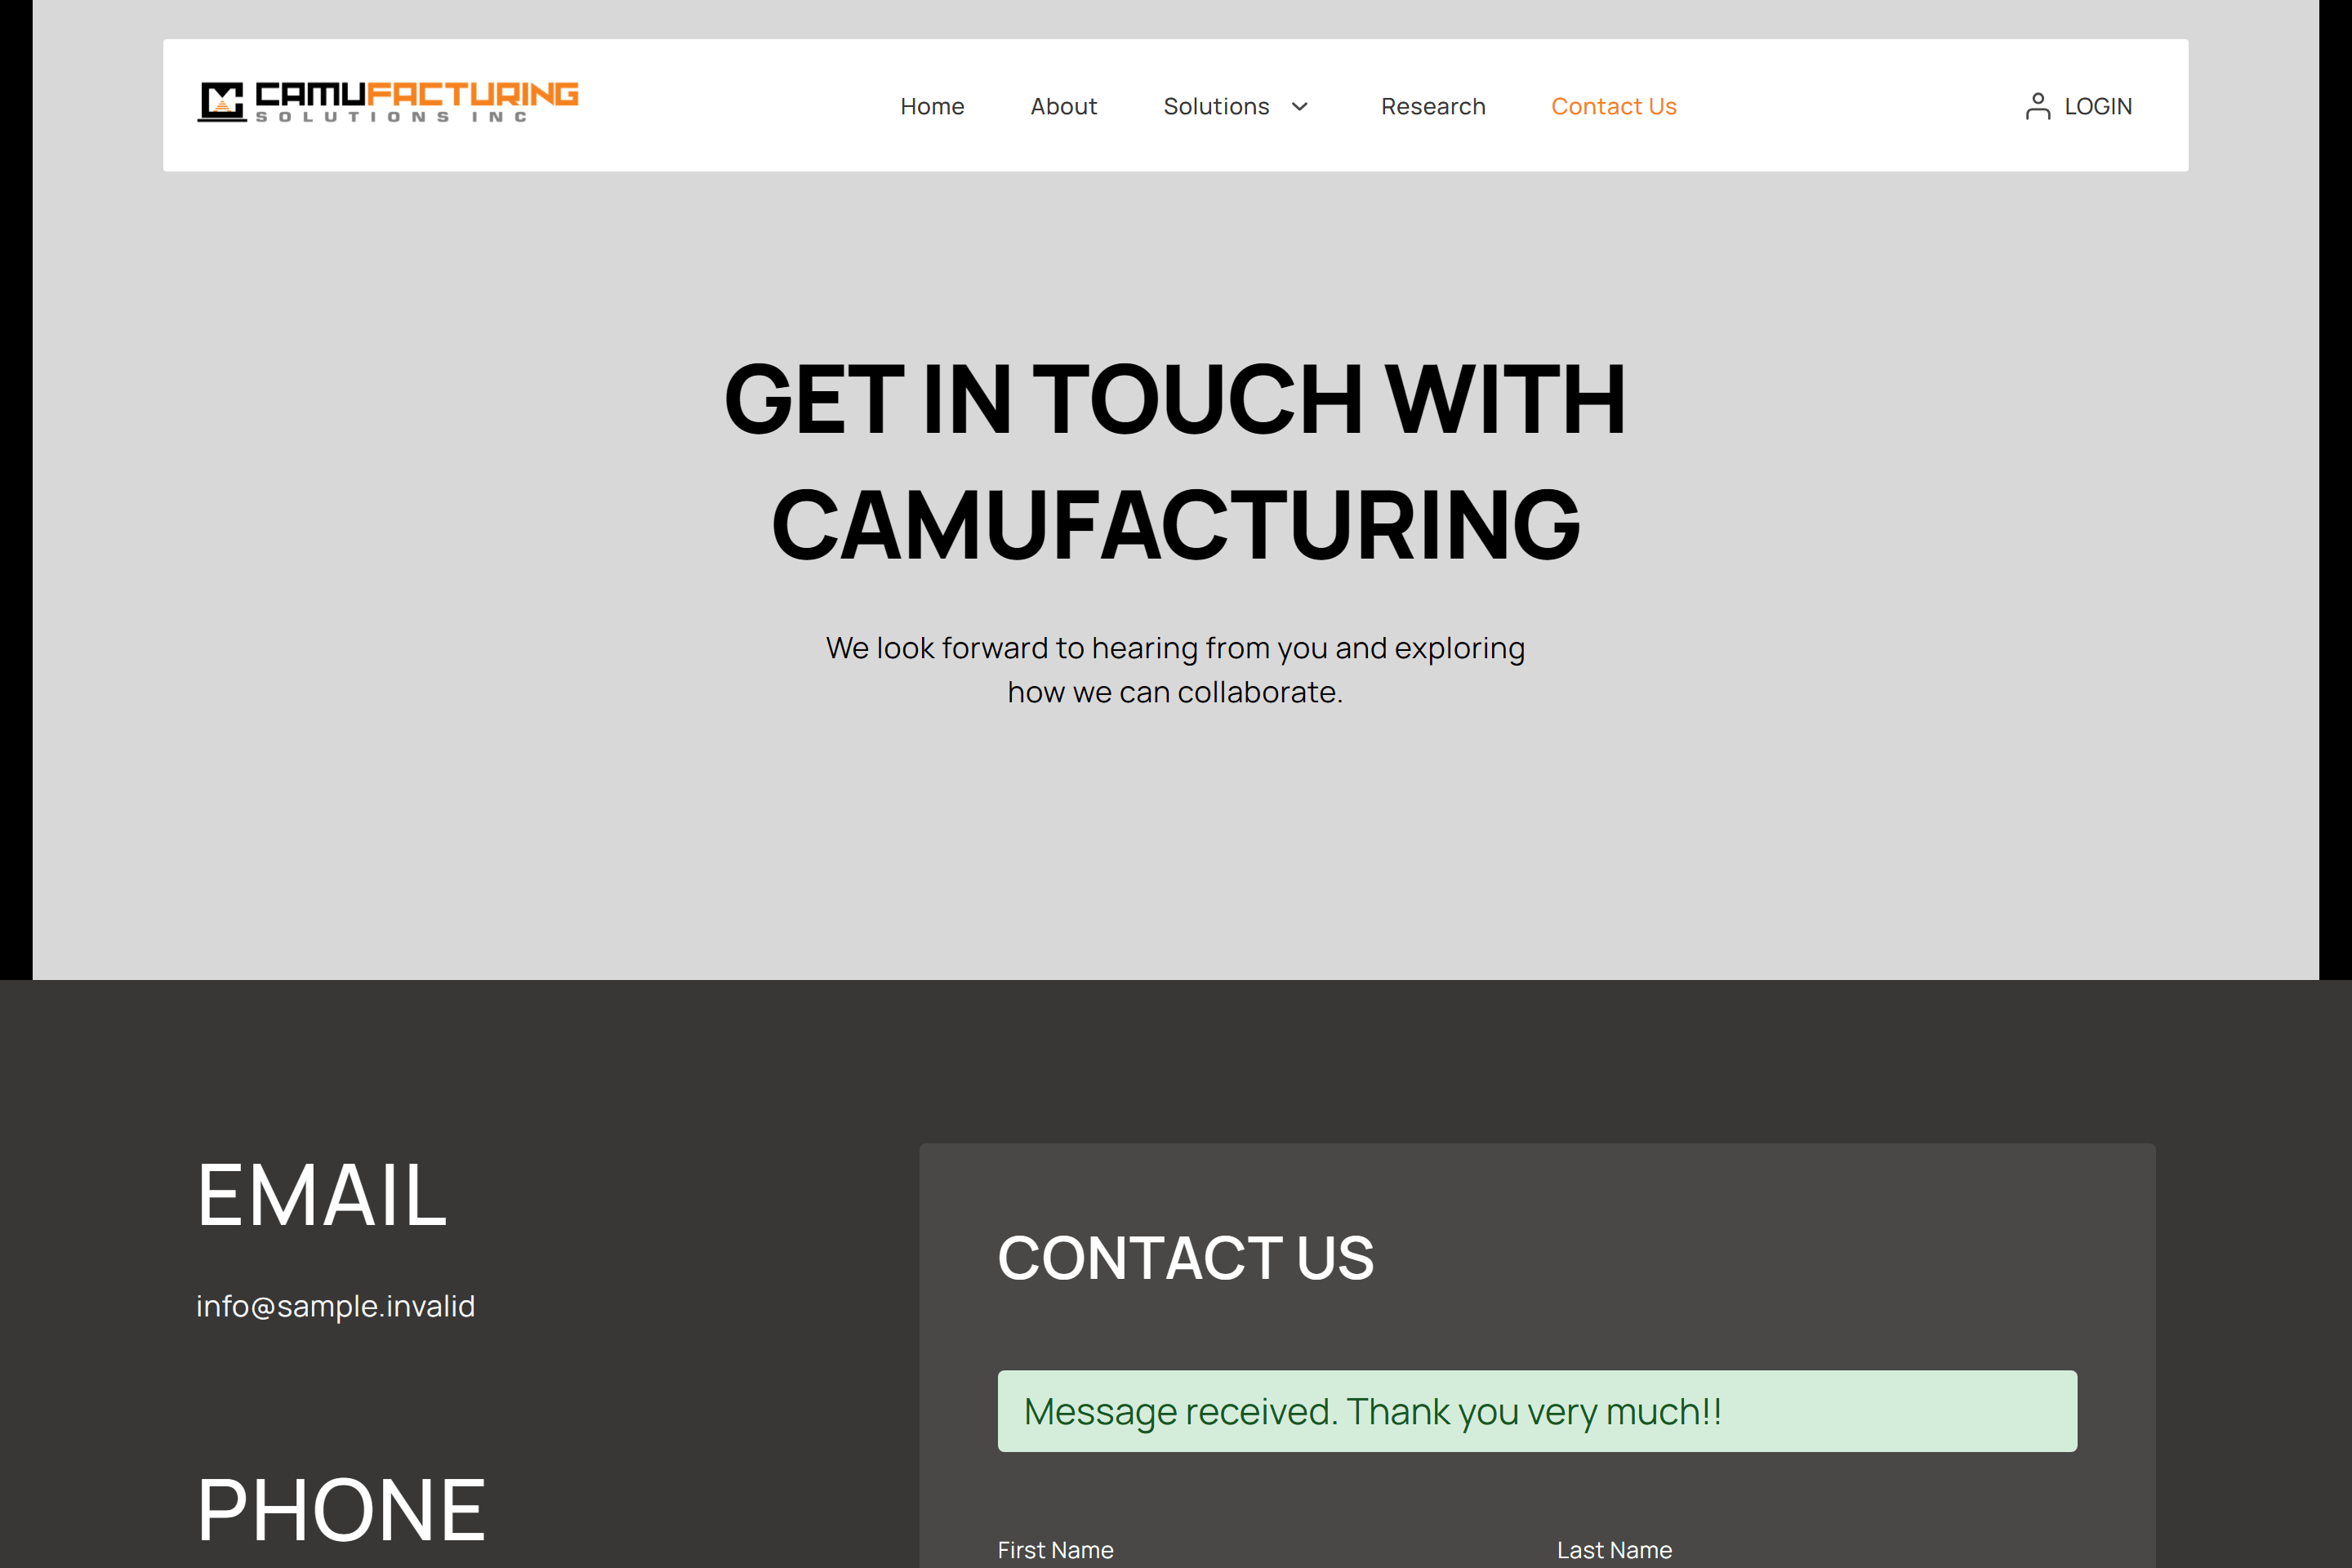 CAMUFACTURING
SOLUTIONS INC
Home
About
Solutions
Research
Contact Us
LOGIN
GET IN TOUCH WITH
CAMUFACTURING
We look forward to hearing from you and exploring
how we can collaborate.
EMAIL
info@sample.invalid
PHONE
CONTACT US
Message received. Thank you very much!!
First Name
Last Name